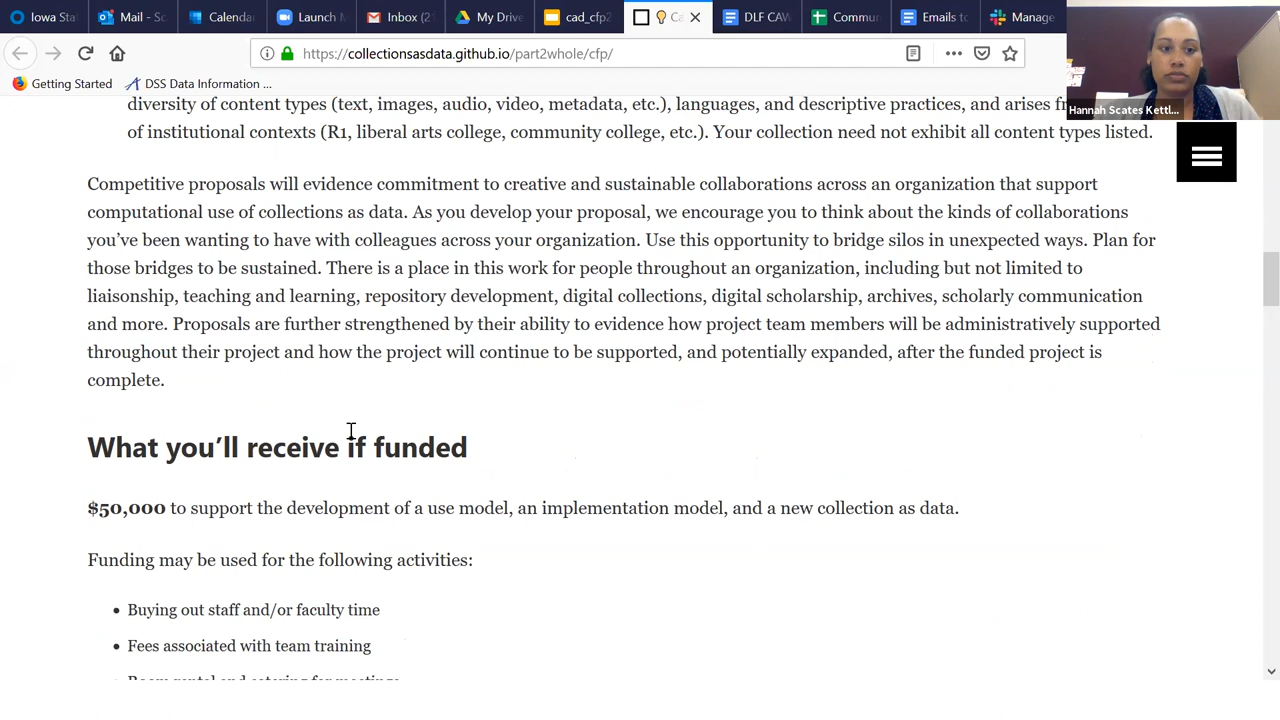 Iowa Sta
Mail - Sc
Calenda
Launch M
Inbox (2
My Drive
cad_cfp2
Ca
DLF CAW
Commun
Emails to
Manage
https://collectionsasdata.github.io/part2whole/cfp/
Getting Started
DSS Data Information ...
Hannah Scates Kettl...
diversity of content types (text, images, audio, video, metadata, etc.), languages, and descriptive practices, and arises fr
of institutional contexts (R1, liberal arts college, community college, etc.). Your collection need not exhibit all content types listed.
Competitive proposals will evidence commitment to creative and sustainable collaborations across an organization that support
computational use of collections as data. As you develop your proposal, we encourage you to think about the kinds of collaborations
you've been wanting to have with colleagues across your organization. Use this opportunity to bridge silos in unexpected ways. Plan for
those bridges to be sustained. There is a place in this work for people throughout an organization, including but not limited to
liaisonship, teaching and learning, repository development, digital collections, digital scholarship, archives, scholarly communication
and more. Proposals are further strengthened by their ability to evidence how project team members will be administratively supported
throughout their project and how the project will continue to be supported, and potentially expanded, after the funded project is
complete.
What you'll receive if funded
$50,000 to support the development of a use model, an implementation model, and a new collection as data.
Funding may be used for the following activities:
• Buying out staff and/or faculty time
• Fees associated with team training
• Room rental and catering for meetings